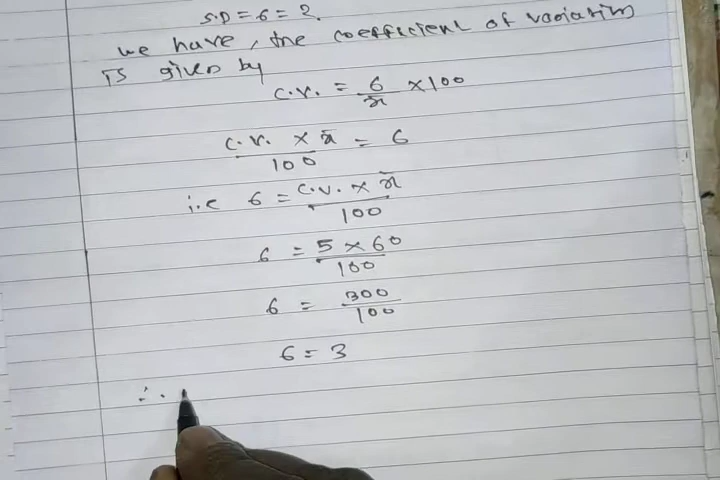 S.D = σ = ?
we have, the coefficient of variation
is given by
C.V. = σ/x̄ × 100
C.V. × x̄/100 = σ
i.e σ = C.V. × x̄/100
σ = 5 × 60/100
σ = 300/100
σ = 3
∴.